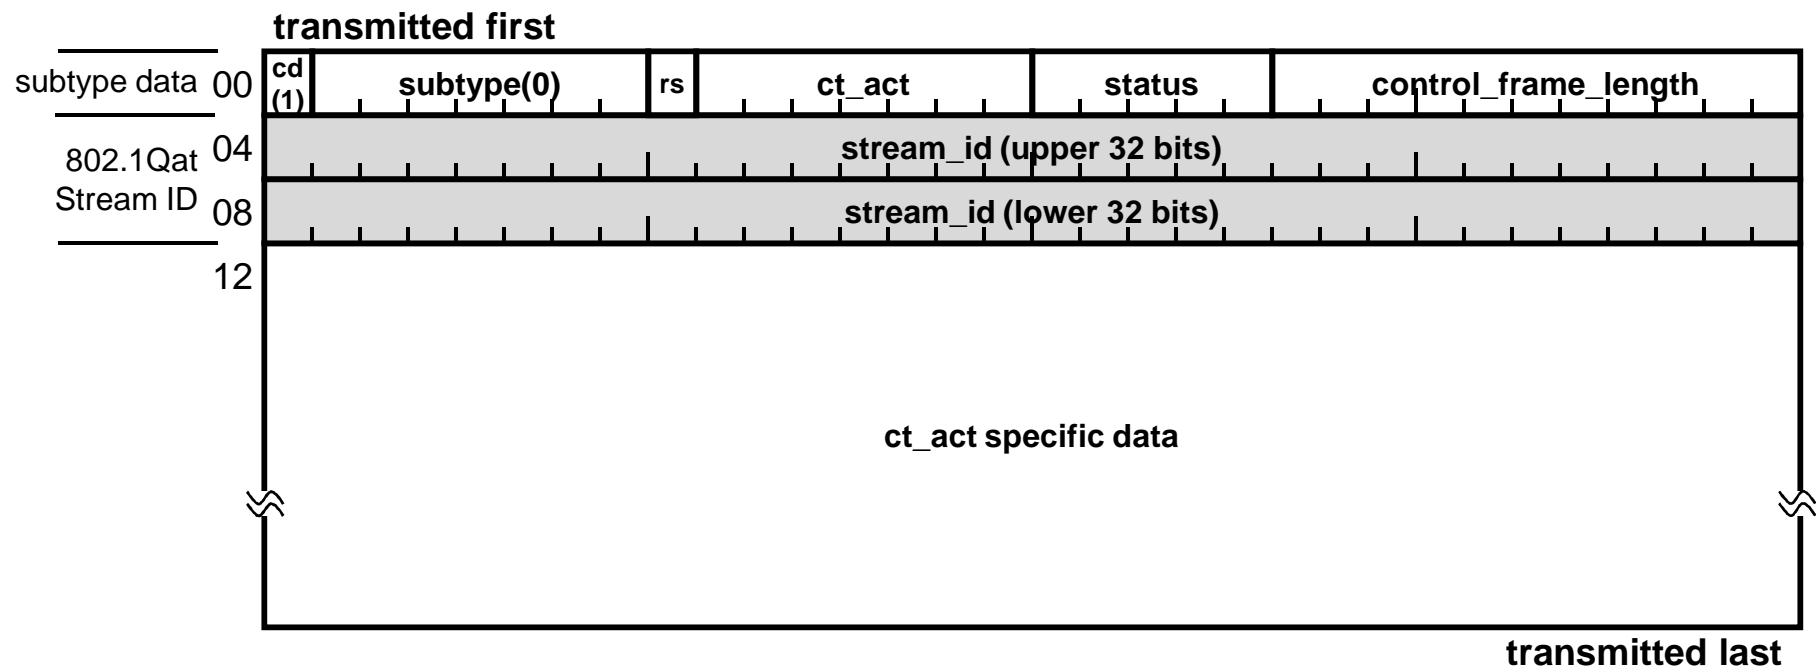 transmitted first
subtype data 00 cd (1) subtype(0) rs ct_act status control_frame_length
802.1Qat Stream ID
04 stream_id (upper 32 bits)
08 stream_id (lower 32 bits)
12
ct_act specific data
transmitted last